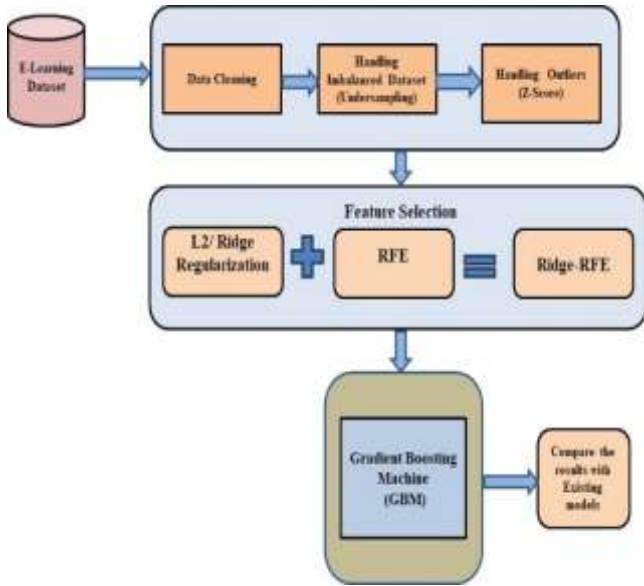 E-Learning
Dataset
Data Cleaning
Handling
Imbalanced Dataset
(Undersampling)
Handling Outliers
(Z-Score)
Feature Selection
L2/ Ridge
Regularization
RFE
Ridge-RFE
Gradient Boosting
Machine
(GBM)
Compare the
results with
Existing
models